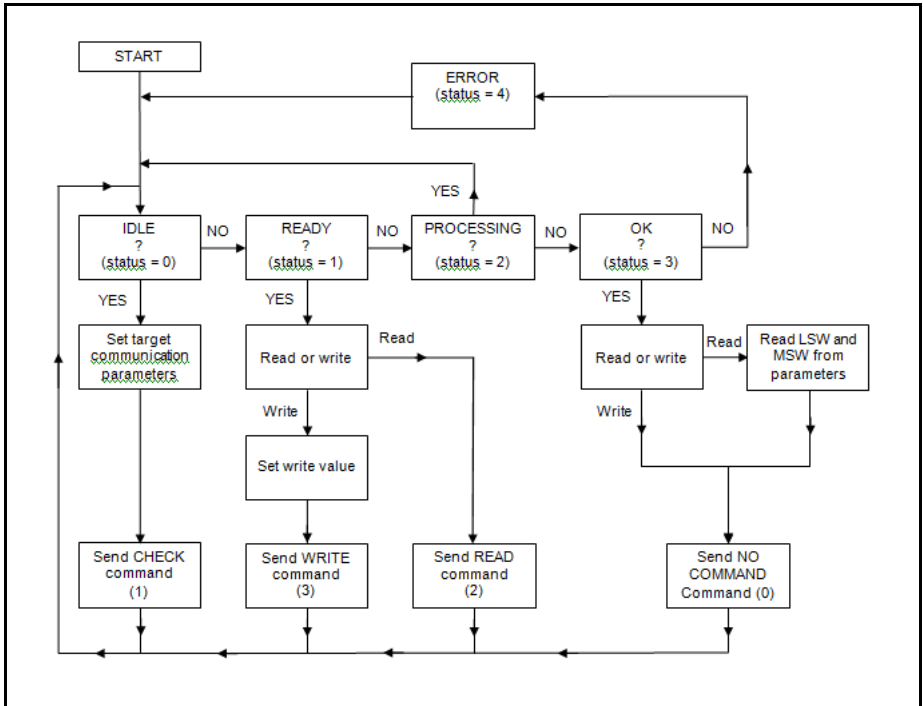 START
ERROR
(status = 4)
YES
IDLE
?
(status = 0)
NO
READY
?
(status = 1)
NO
PROCESSING
?
(status = 2)
NO
OK
?
(status = 3)
NO
YES
YES
YES
Set target
communication
parameters
Read or write
Read
Read or write
Read
Read LSW and
MSW from
parameters
Write
Write
Set write value
Send CHECK
command
(1)
Send WRITE
command
(3)
Send READ
command
(2)
Send NO
COMMAND
Command (0)